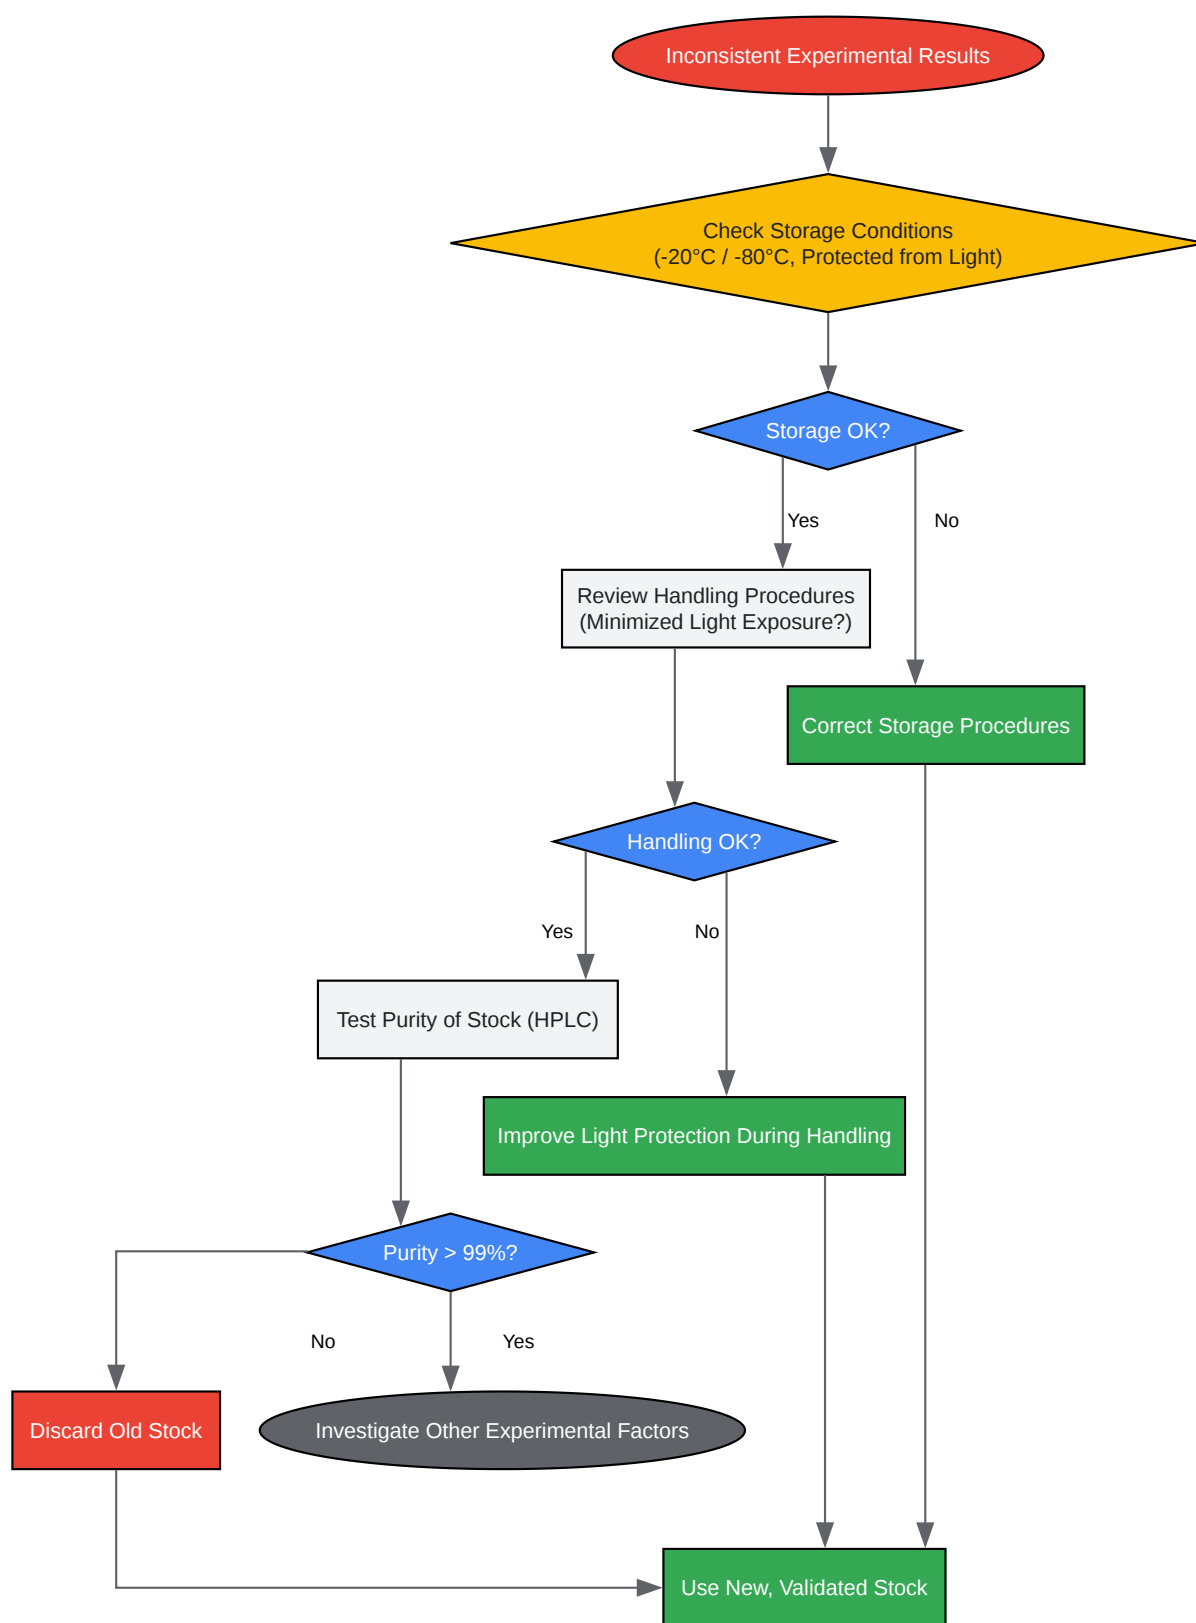 Inconsistent Experimental Results
Check Storage Conditions
(-20°C / -80°C, Protected from Light)
Storage OK?
Yes
No
Review Handling Procedures
(Minimized Light Exposure?)
Correct Storage Procedures
Handling OK?
Yes
No
Test Purity of Stock (HPLC)
Improve Light Protection During Handling
Purity > 99%?
No
Yes
Discard Old Stock
Investigate Other Experimental Factors
Use New, Validated Stock